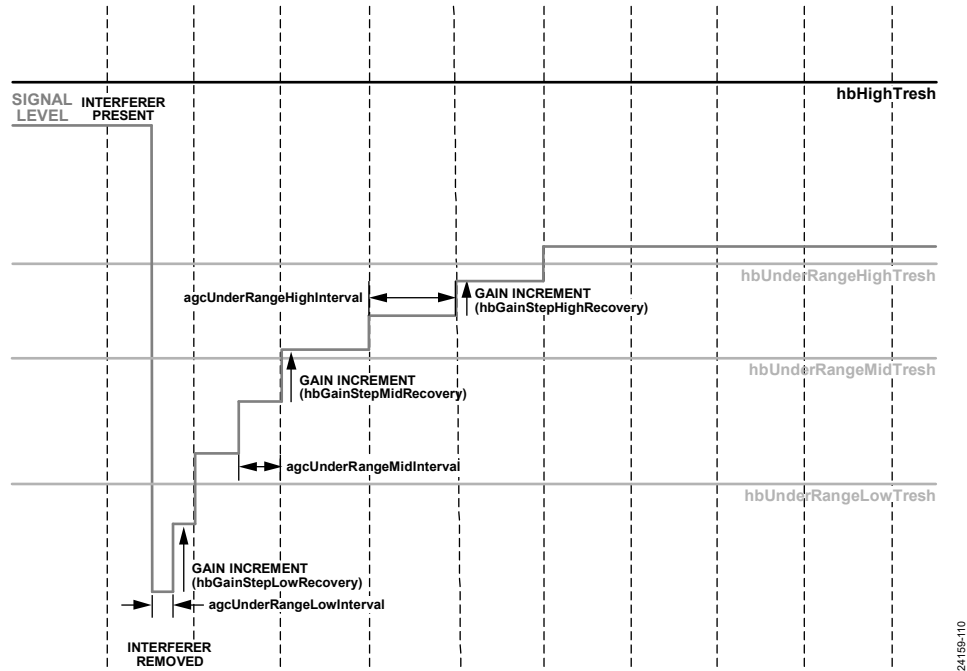 hbHighTresh
SIGNAL
LEVEL
INTERFERER
PRESENT
hbUnderRangeHighTresh
agcUnderRangeHighInterval
GAIN INCREMENT
(hbGainStepHighRecovery)
hbUnderRangeMidTresh
GAIN INCREMENT
(hbGainStepMidRecovery)
agcUnderRangeMidInterval
hbUnderRangeLowTresh
GAIN INCREMENT
(hbGainStepLowRecovery)
agcUnderRangeLowInterval
INTERFERER
REMOVED
24159-110